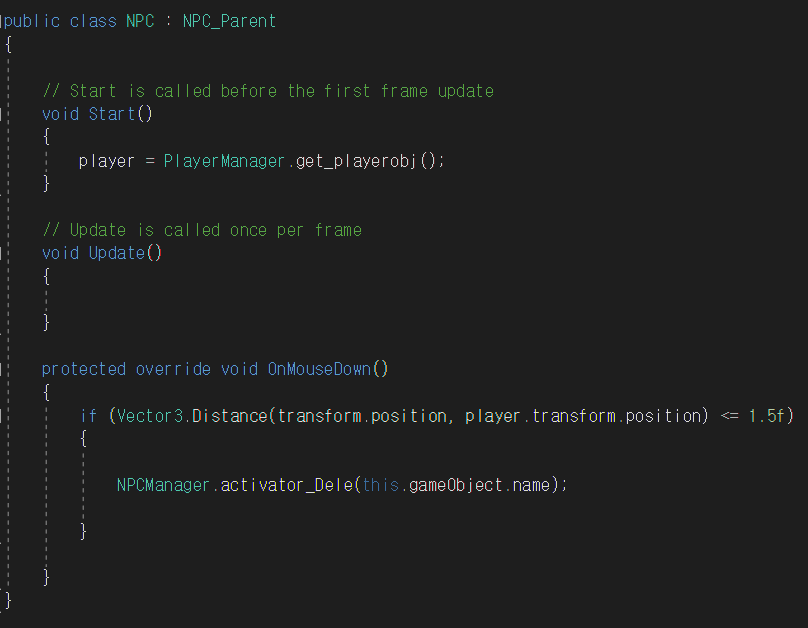 public class NPC : NPC_Parent
{
// Start is called before the first frame update
void Start()
{
player = PlayerManager.get_playerobj();
}
// Update is called once per frame
void Update()
{
}
protected override void OnMouseDown()
{
if (Vector3.Distance(transform.position, player.transform.position) <= 1.5f)
{
NPCManager.activator_Dele(this.gameObject.name);
}
}
}